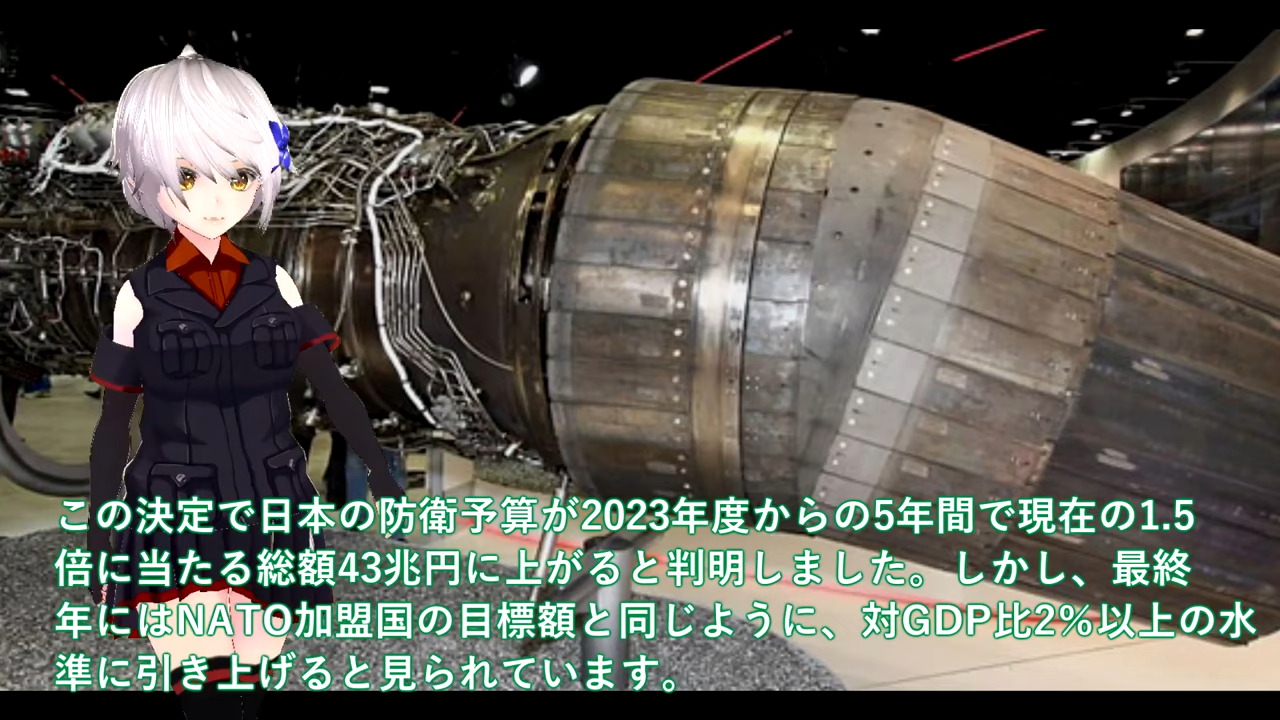 この決定で日本の防衛予算が2023年度からの5年間で現在の1.5
倍に当たる総額43兆円に上がると判明しました。しかし、最終
年にはNATO加盟国の目標額と同じように、対GDP比2%以上の水
準に引き上げると見られています。